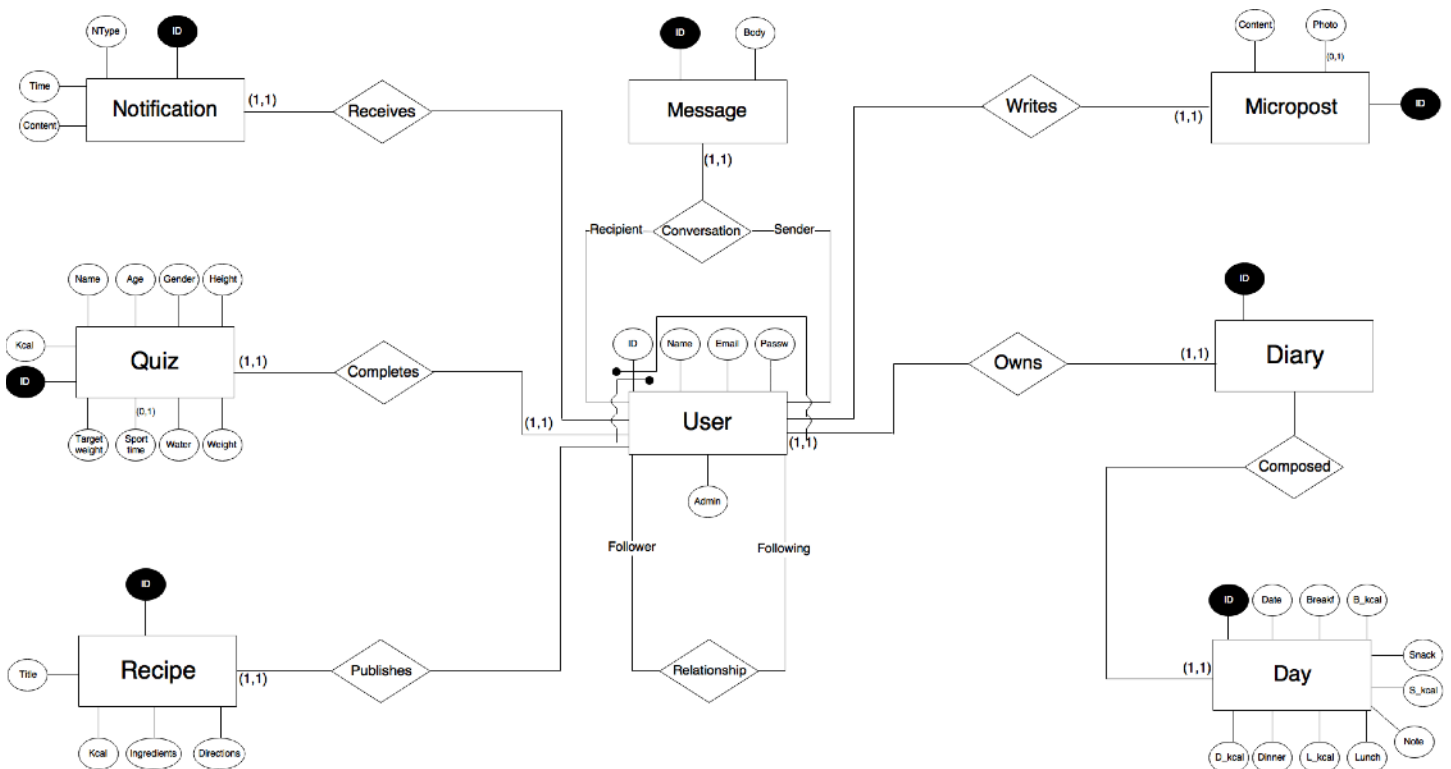 NType
ID
Time
Content
Notification
(1,1)
Receives
ID
Body
Message
(1,1)
Recipient
Conversation
Sender
Content
Photo
(0,1)
Writes
(1,1)
Micropost
ID
Name
Age
Gender
Height
Kcal
ID
Quiz
(1,1)
Completes
(0,1)
Target
weight
Sport
time
Water
Weight
ID
Name
Email
Passw
User
(1,1)
(1,1)
Admin
Follower
Following
Relationship
Owns
ID
(1,1)
Diary
Composed
ID
Title
Recipe
(1,1)
Publishes
Kcal
Ingredients
Directions
ID
Date
Breakf
B_kcal
(1,1)
Day
Snack
S_kcal
Note
D_kcal
Dinner
L_kcal
Lunch